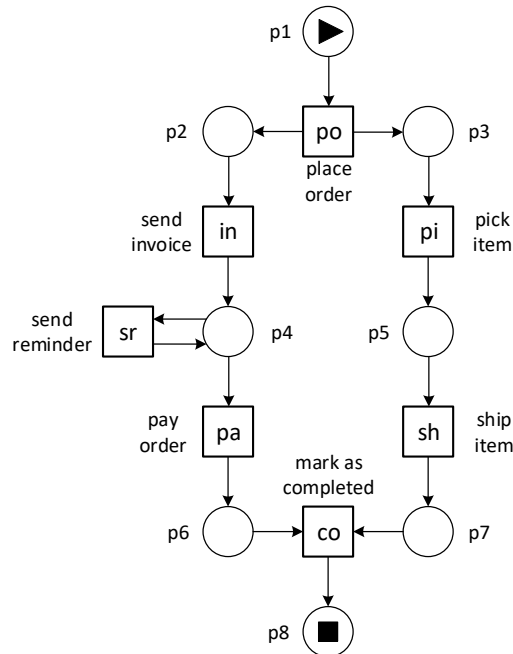 p1
p2
po
p3
place
order
send
invoice
in
pi
pick
item
send
reminder
sr
p4
p5
pay
order
pa
sh
ship
item
mark as
completed
p6
co
p7
p8